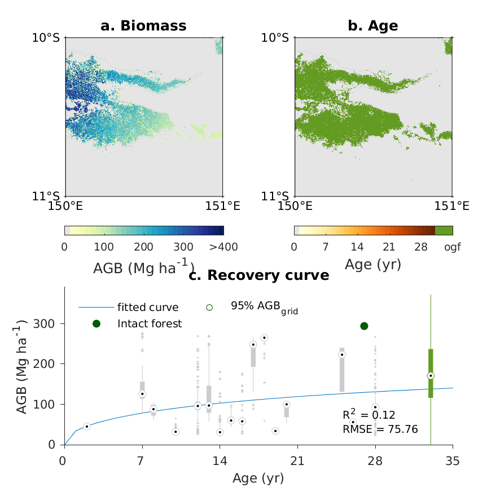 a. Biomass
b. Age
10°S
11°S
150°E 151°E
10°S
11°S
150°E 151°E
0 100 200 300 >400
AGB (Mg ha⁻¹)
0 7 14 21 28 ogf
Age (yr)
c. Recovery curve
fitted curve
Intact forest
95% AGB_grid
AGB (Mg ha⁻¹)
300
200
100
0
R² = 0.12
RMSE = 75.76
0 7 14 21 28 35
Age (yr)